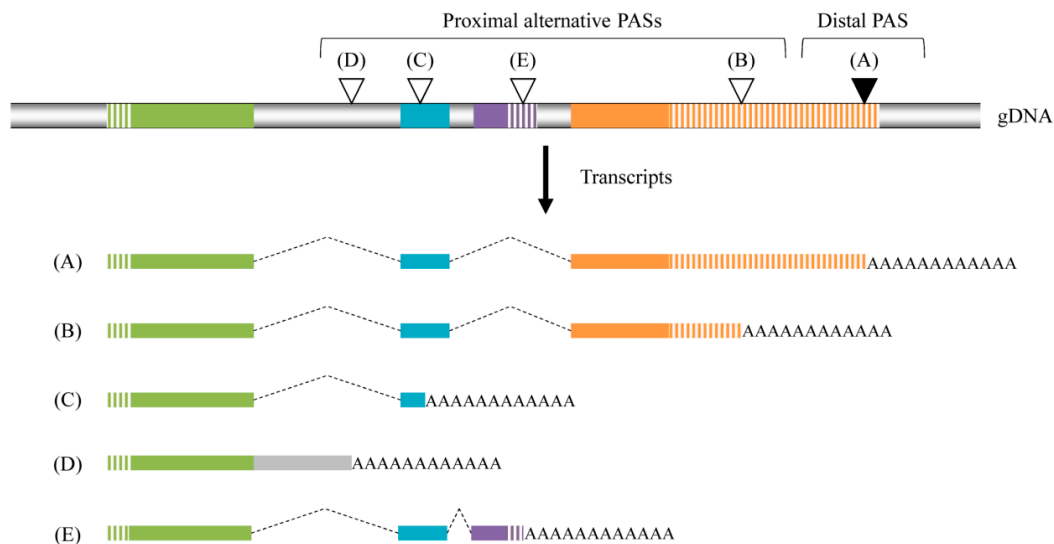 Proximal alternative PASs Distal PAS
(D) (C) (E) (B) (A)
gDNA
Transcripts
(A) AAAAAAAAAAAA
(B) AAAAAAAAAAAA
(C) AAAAAAAAAAAA
(D) AAAAAAAAAAAA
(E) AAAAAAAAAAAA